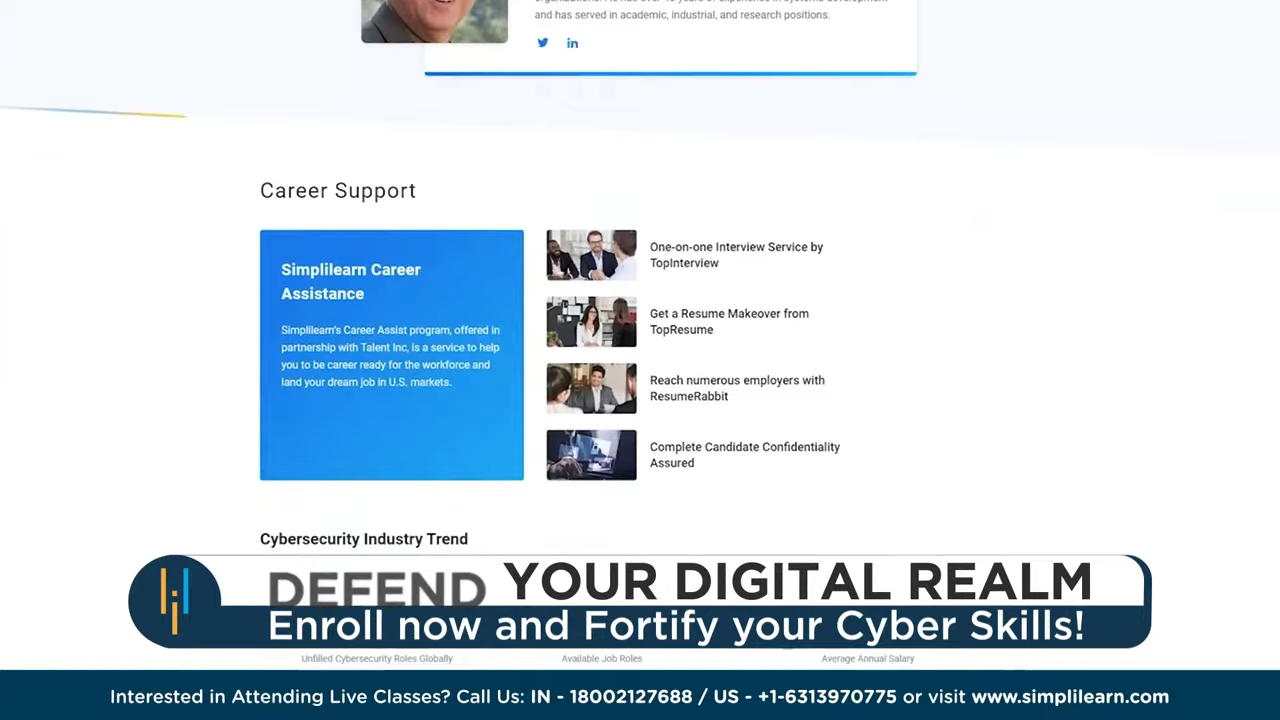 and has served in academic, industrial, and research positions.
Career Support
Simplilearn Career
Assistance
Simplilearn's Career Assist program, offered in
partnership with Talent Inc, is a service to help
you to be career ready for the workforce and
land your dream job in U.S. markets.
One-on-one Interview Service by
TopInterview
Get a Resume Makeover from
TopResume
Reach numerous employers with
ResumeRabbit
Complete Candidate Confidentiality
Assured
Cybersecurity Industry Trend
DEFEND YOUR DIGITAL REALM
Enroll now and Fortify your Cyber Skills!
Unfilled Cybersecurity Roles Globally
Available Job Roles
Average Annual Salary
Interested in Attending Live Classes? Call Us: IN - 18002127688 / US - +1-6313970775 or visit www.simplilearn.com